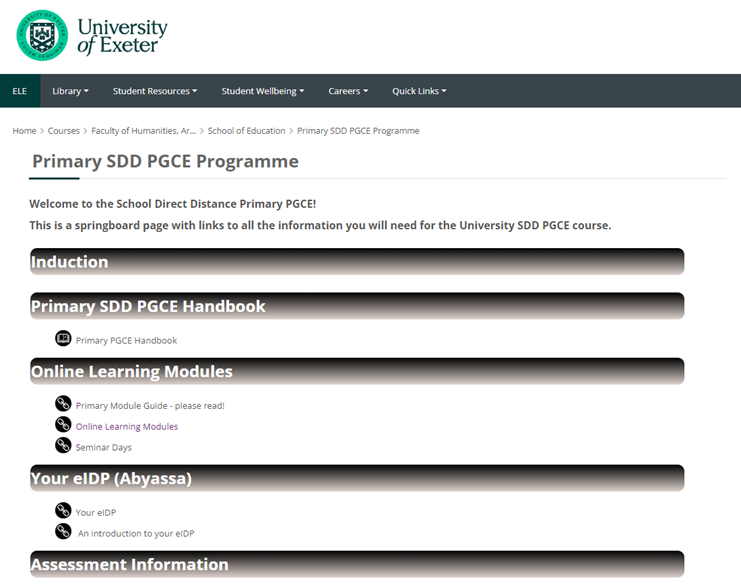 University
of Exeter
ELE Library Student Resources Student Wellbeing Careers Quick Links
Home > Courses > Faculty of Humanities, Ar... > School of Education > Primary SDD PGCE Programme
Primary SDD PGCE Programme
Welcome to the School Direct Distance Primary PGCE!
This is a springboard page with links to all the information you will need for the University SDD PGCE course.
Induction
Primary SDD PGCE Handbook
Primary PGCE Handbook
Online Learning Modules
Primary Module Guide - please read!
Online Learning Modules
Seminar Days
Your eIDP (Abyassa)
Your eIDP
An introduction to your eIDP
Assessment Information